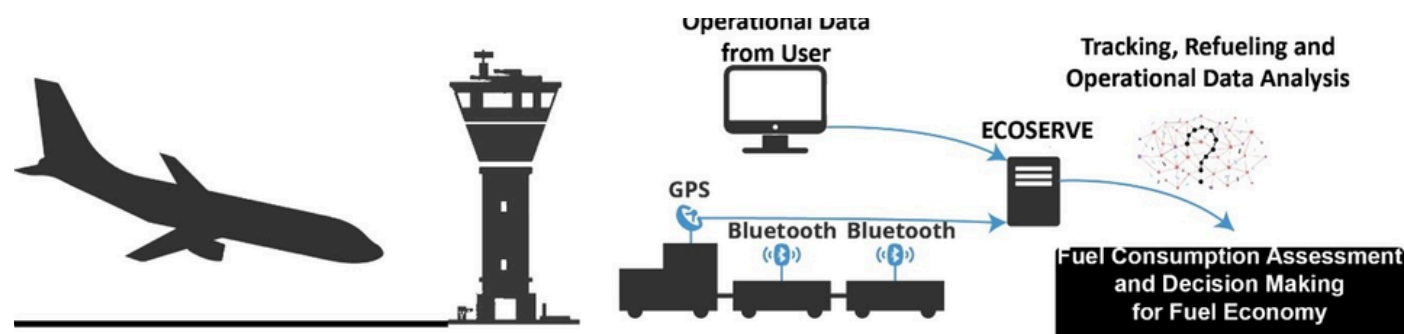 Operational Data
from User
Tracking, Refueling and
Operational Data Analysis
ECOSERVE
GPS
Bluetooth Bluetooth
Fuel Consumption Assessment
and Decision Making
for Fuel Economy